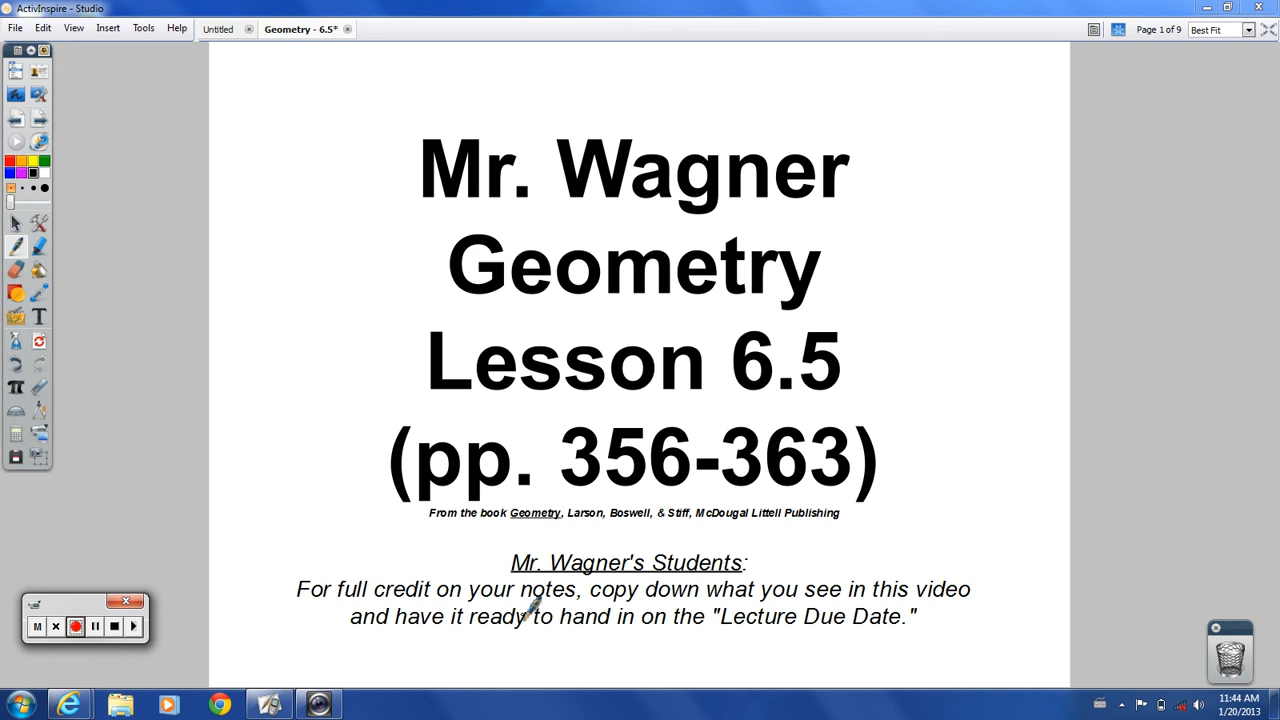 ActivInspire - Studio
File Edit View Insert Tools Help Untitled Geometry - 6.5* Page 1 of 9 Best Fit
Mr. Wagner
Geometry
Lesson 6.5
(pp. 356-363)
From the book Geometry, Larson, Boswell, & Stiff, McDougal Littell Publishing
Mr. Wagner's Students:
For full credit on your notes, copy down what you see in this video
and have it ready to hand in on the "Lecture Due Date."
M
T
11:44 AM
1/20/2013